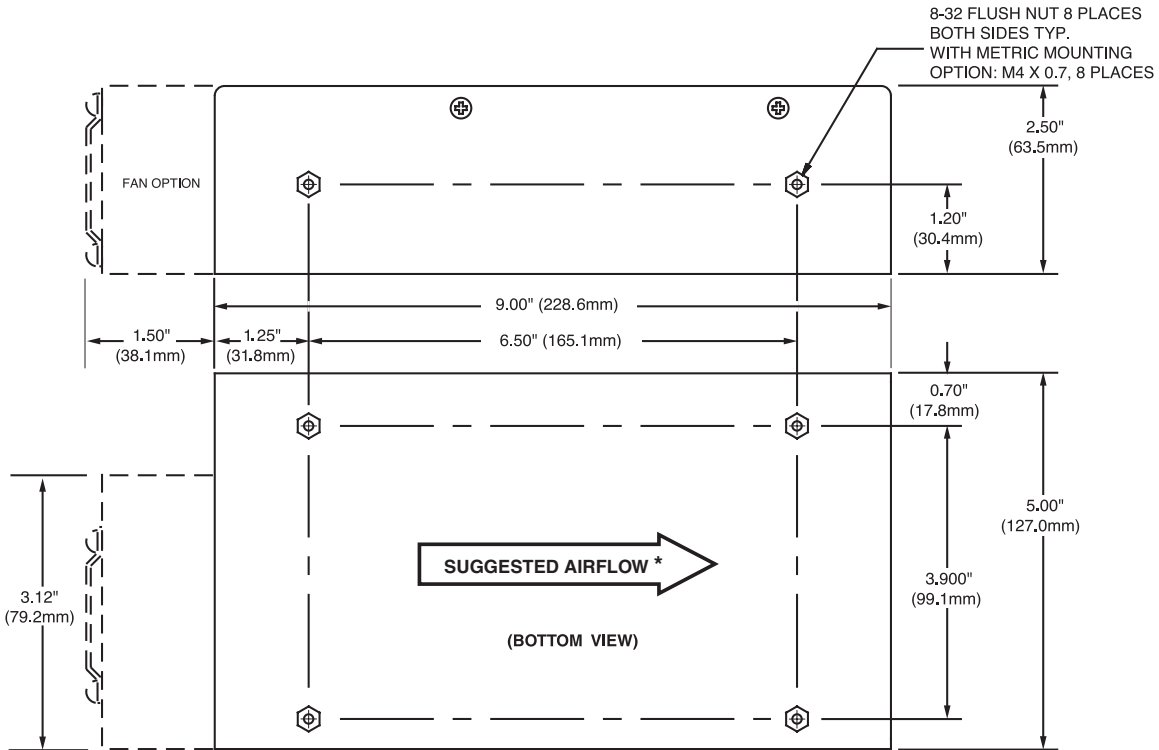 8-32 FLUSH NUT 8 PLACES
BOTH SIDES TYP.
WITH METRIC MOUNTING
OPTION: M4 X 0.7, 8 PLACES
2.50"
(63.5mm)
FAN OPTION
1.20"
(30.4mm)
9.00" (228.6mm)
1.50"
(38.1mm)
1.25"
(31.8mm)
6.50" (165.1mm)
0.70"
(17.8mm)
5.00"
(127.0mm)
SUGGESTED AIRFLOW *
3.900"
(99.1mm)
3.12"
(79.2mm)
(BOTTOM VIEW)